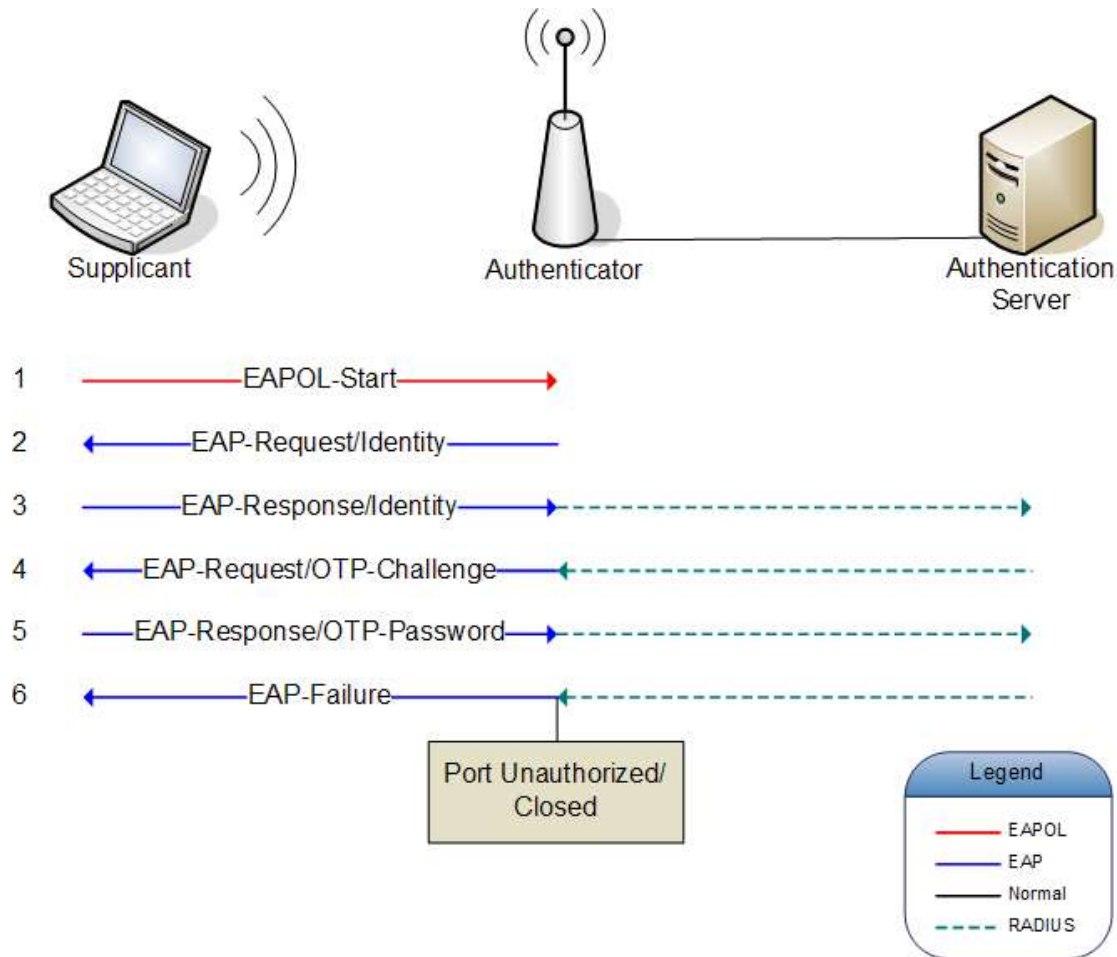 Supplicant
Authenticator
Authentication
Server
1
EAPOL-Start
2
EAP-Request/Identity
3
EAP-Response/Identity
4
EAP-Request/OTP-Challenge
5
EAP-Response/OTP-Password
6
EAP-Failure
Port Unauthorized/
Closed
Legend
EAPOL
EAP
Normal
RADIUS